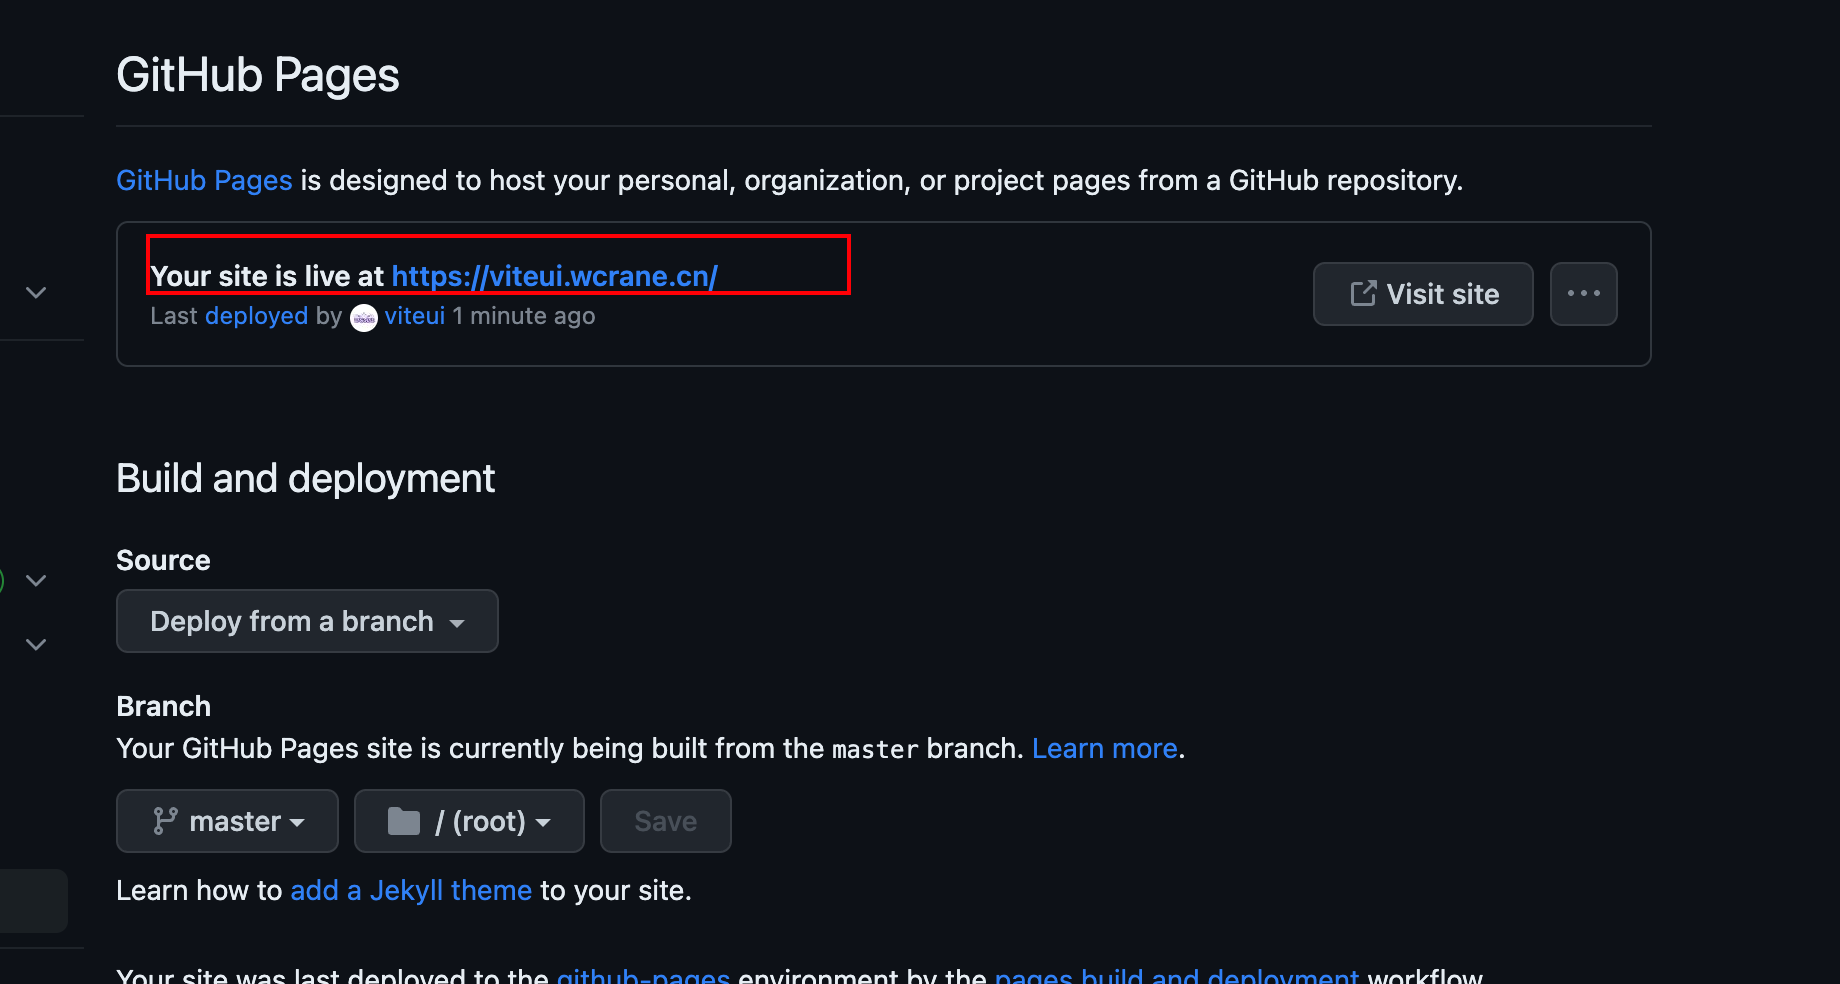 GitHub Pages
GitHub Pages is designed to host your personal, organization, or project pages from a GitHub repository.
Your site is live at https://viteui.wcrane.cn/
Last deployed by viteui 1 minute ago
Visit site
Build and deployment
Source
Deploy from a branch
Branch
Your GitHub Pages site is currently being built from the master branch. Learn more.
master
/ (root)
Save
Learn how to add a Jekyll theme to your site.
Your site was last deployed to the github-pages environment by the pages build and deployment workflow